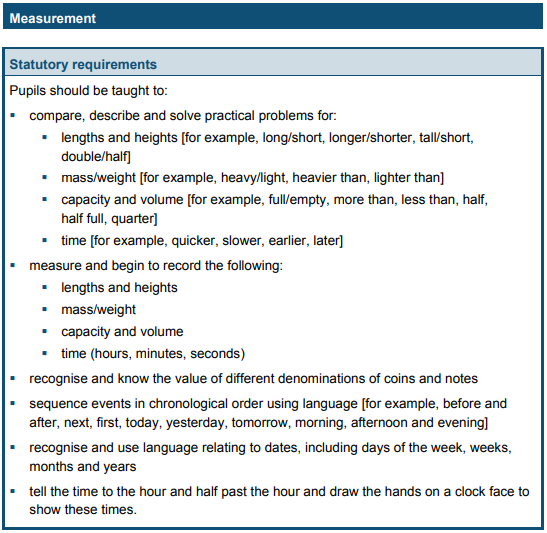 Measurement
Statutory requirements
Pupils should be taught to:
▪ compare, describe and solve practical problems for:
▪ lengths and heights [for example, long/short, longer/shorter, tall/short,
double/half]
▪ mass/weight [for example, heavy/light, heavier than, lighter than]
▪ capacity and volume [for example, full/empty, more than, less than, half,
half full, quarter]
▪ time [for example, quicker, slower, earlier, later]
▪ measure and begin to record the following:
▪ lengths and heights
▪ mass/weight
▪ capacity and volume
▪ time (hours, minutes, seconds)
▪ recognise and know the value of different denominations of coins and notes
▪ sequence events in chronological order using language [for example, before and
after, next, first, today, yesterday, tomorrow, morning, afternoon and evening]
▪ recognise and use language relating to dates, including days of the week, weeks,
months and years
▪ tell the time to the hour and half past the hour and draw the hands on a clock face to
show these times.